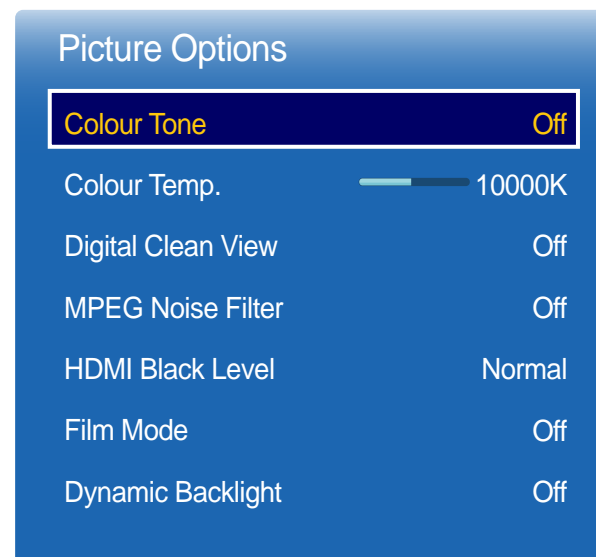 Picture Options
Colour Tone Off
Colour Temp. 10000K
Digital Clean View Off
MPEG Noise Filter Off
HDMI Black Level Normal
Film Mode Off
Dynamic Backlight Off